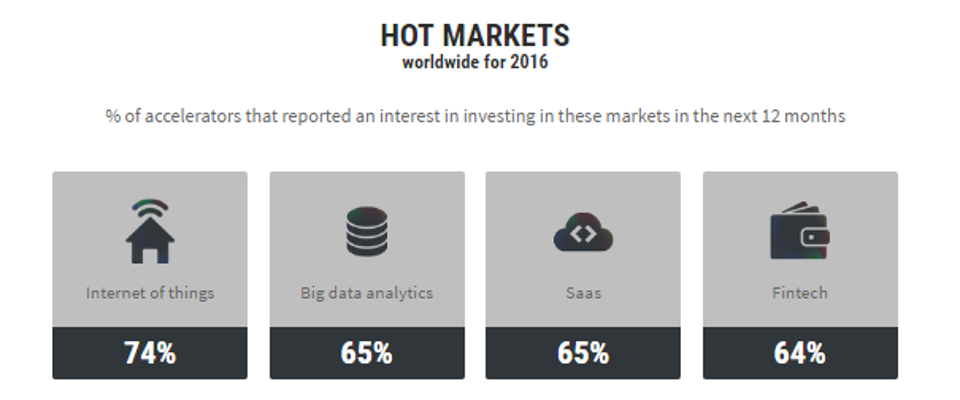 HOT MARKETS
worldwide for 2016
% of accelerators that reported an interest in investing in these markets in the next 12 months
Internet of things
Big data analytics
Saas
Fintech
74%
65%
65%
64%